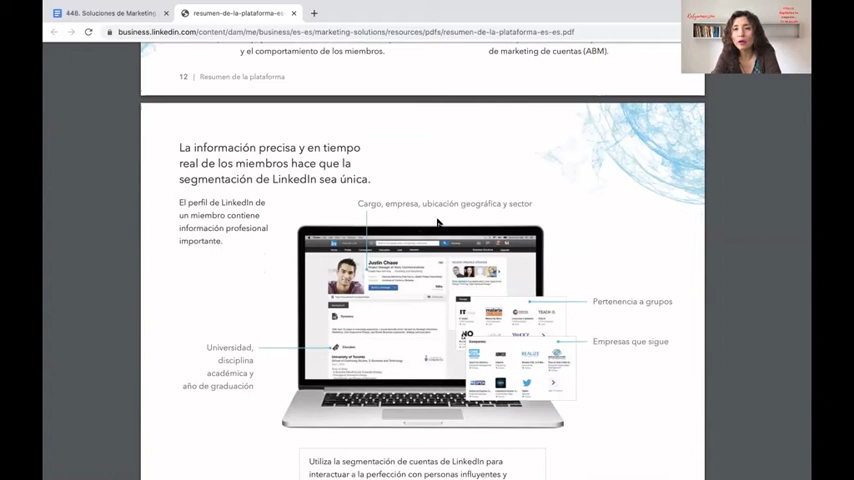 448. Soluciones de Marketing
resumen-de-la-plataforma-es-
business.linkedin.com/content/dam/me/business/es-es/marketing-solutions/resources/pdfs/resumen-de-la-plataforma-es-es.pdf
y el comportamiento de los miembros.
de marketing de cuentas (ABM).
12 | Resumen de la plataforma
La información precisa y en tiempo
real de los miembros hace que la
segmentación de LinkedIn sea única.
El perfil de LinkedIn de
un miembro contiene
información profesional
importante.
Cargo, empresa, ubicación geográfica y sector
Justin Chase
Pertenencia a grupos
Empresas que sigue
Universidad,
disciplina
académica y
año de graduación
Summary
Education
University of Toronto
Utiliza la segmentación de cuentas de LinkedIn para
interactuar a la perfección con personas influyentes y